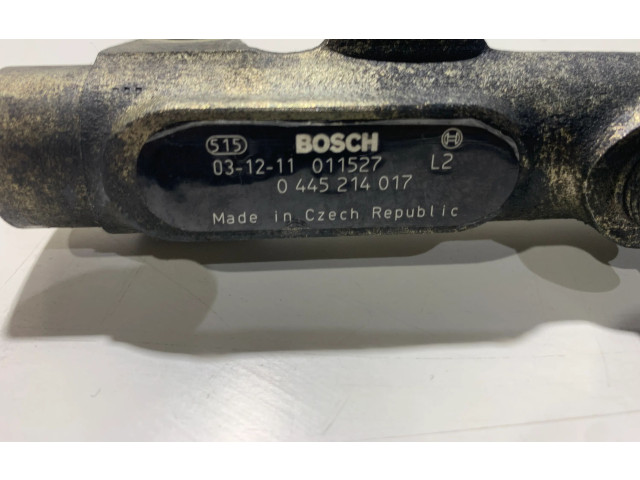 515 BOSCH
03-12-11 011527 L2
0 445 214 017
Made in Czech Republic